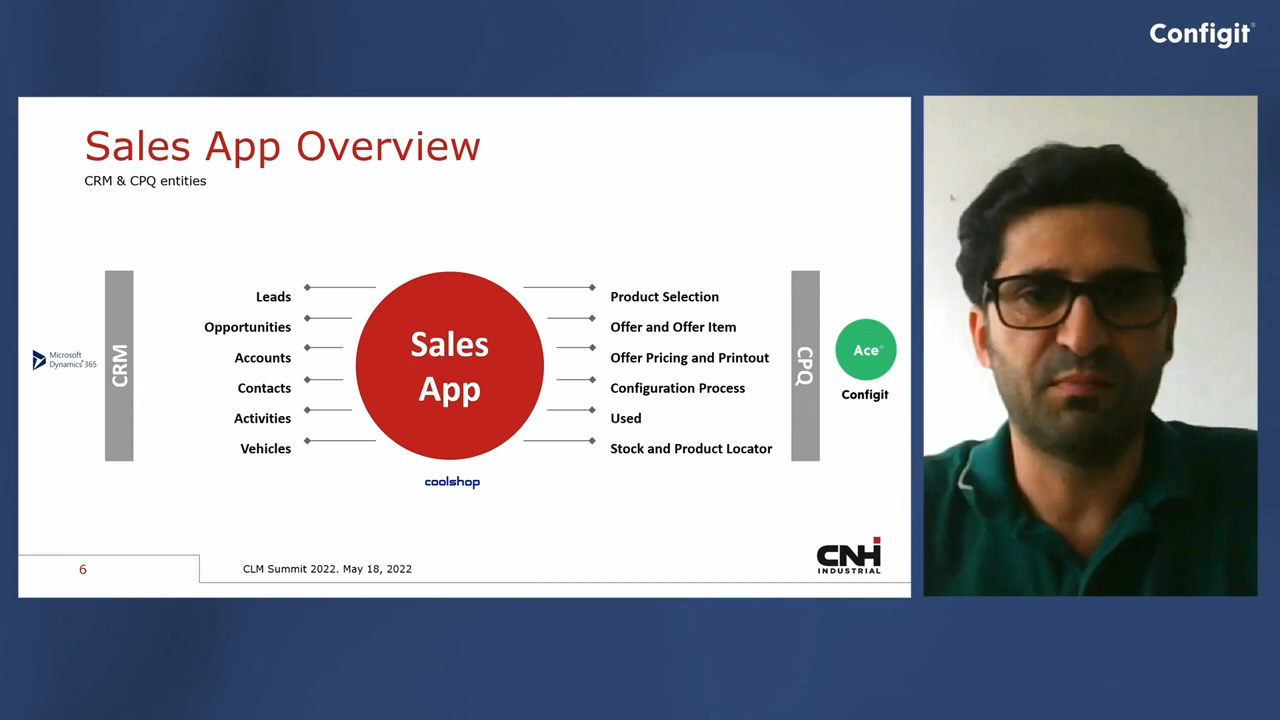 Configit
Sales App Overview
CRM & CPQ entities
Microsoft
Dynamics 365
CRM
Leads
Opportunities
Accounts
Contacts
Activities
Vehicles
Sales
App
coolshop
Product Selection
Offer and Offer Item
Offer Pricing and Printout
Configuration Process
Used
Stock and Product Locator
CPQ
Ace
Configit
6
CLM Summit 2022. May 18, 2022
CNH
INDUSTRIAL